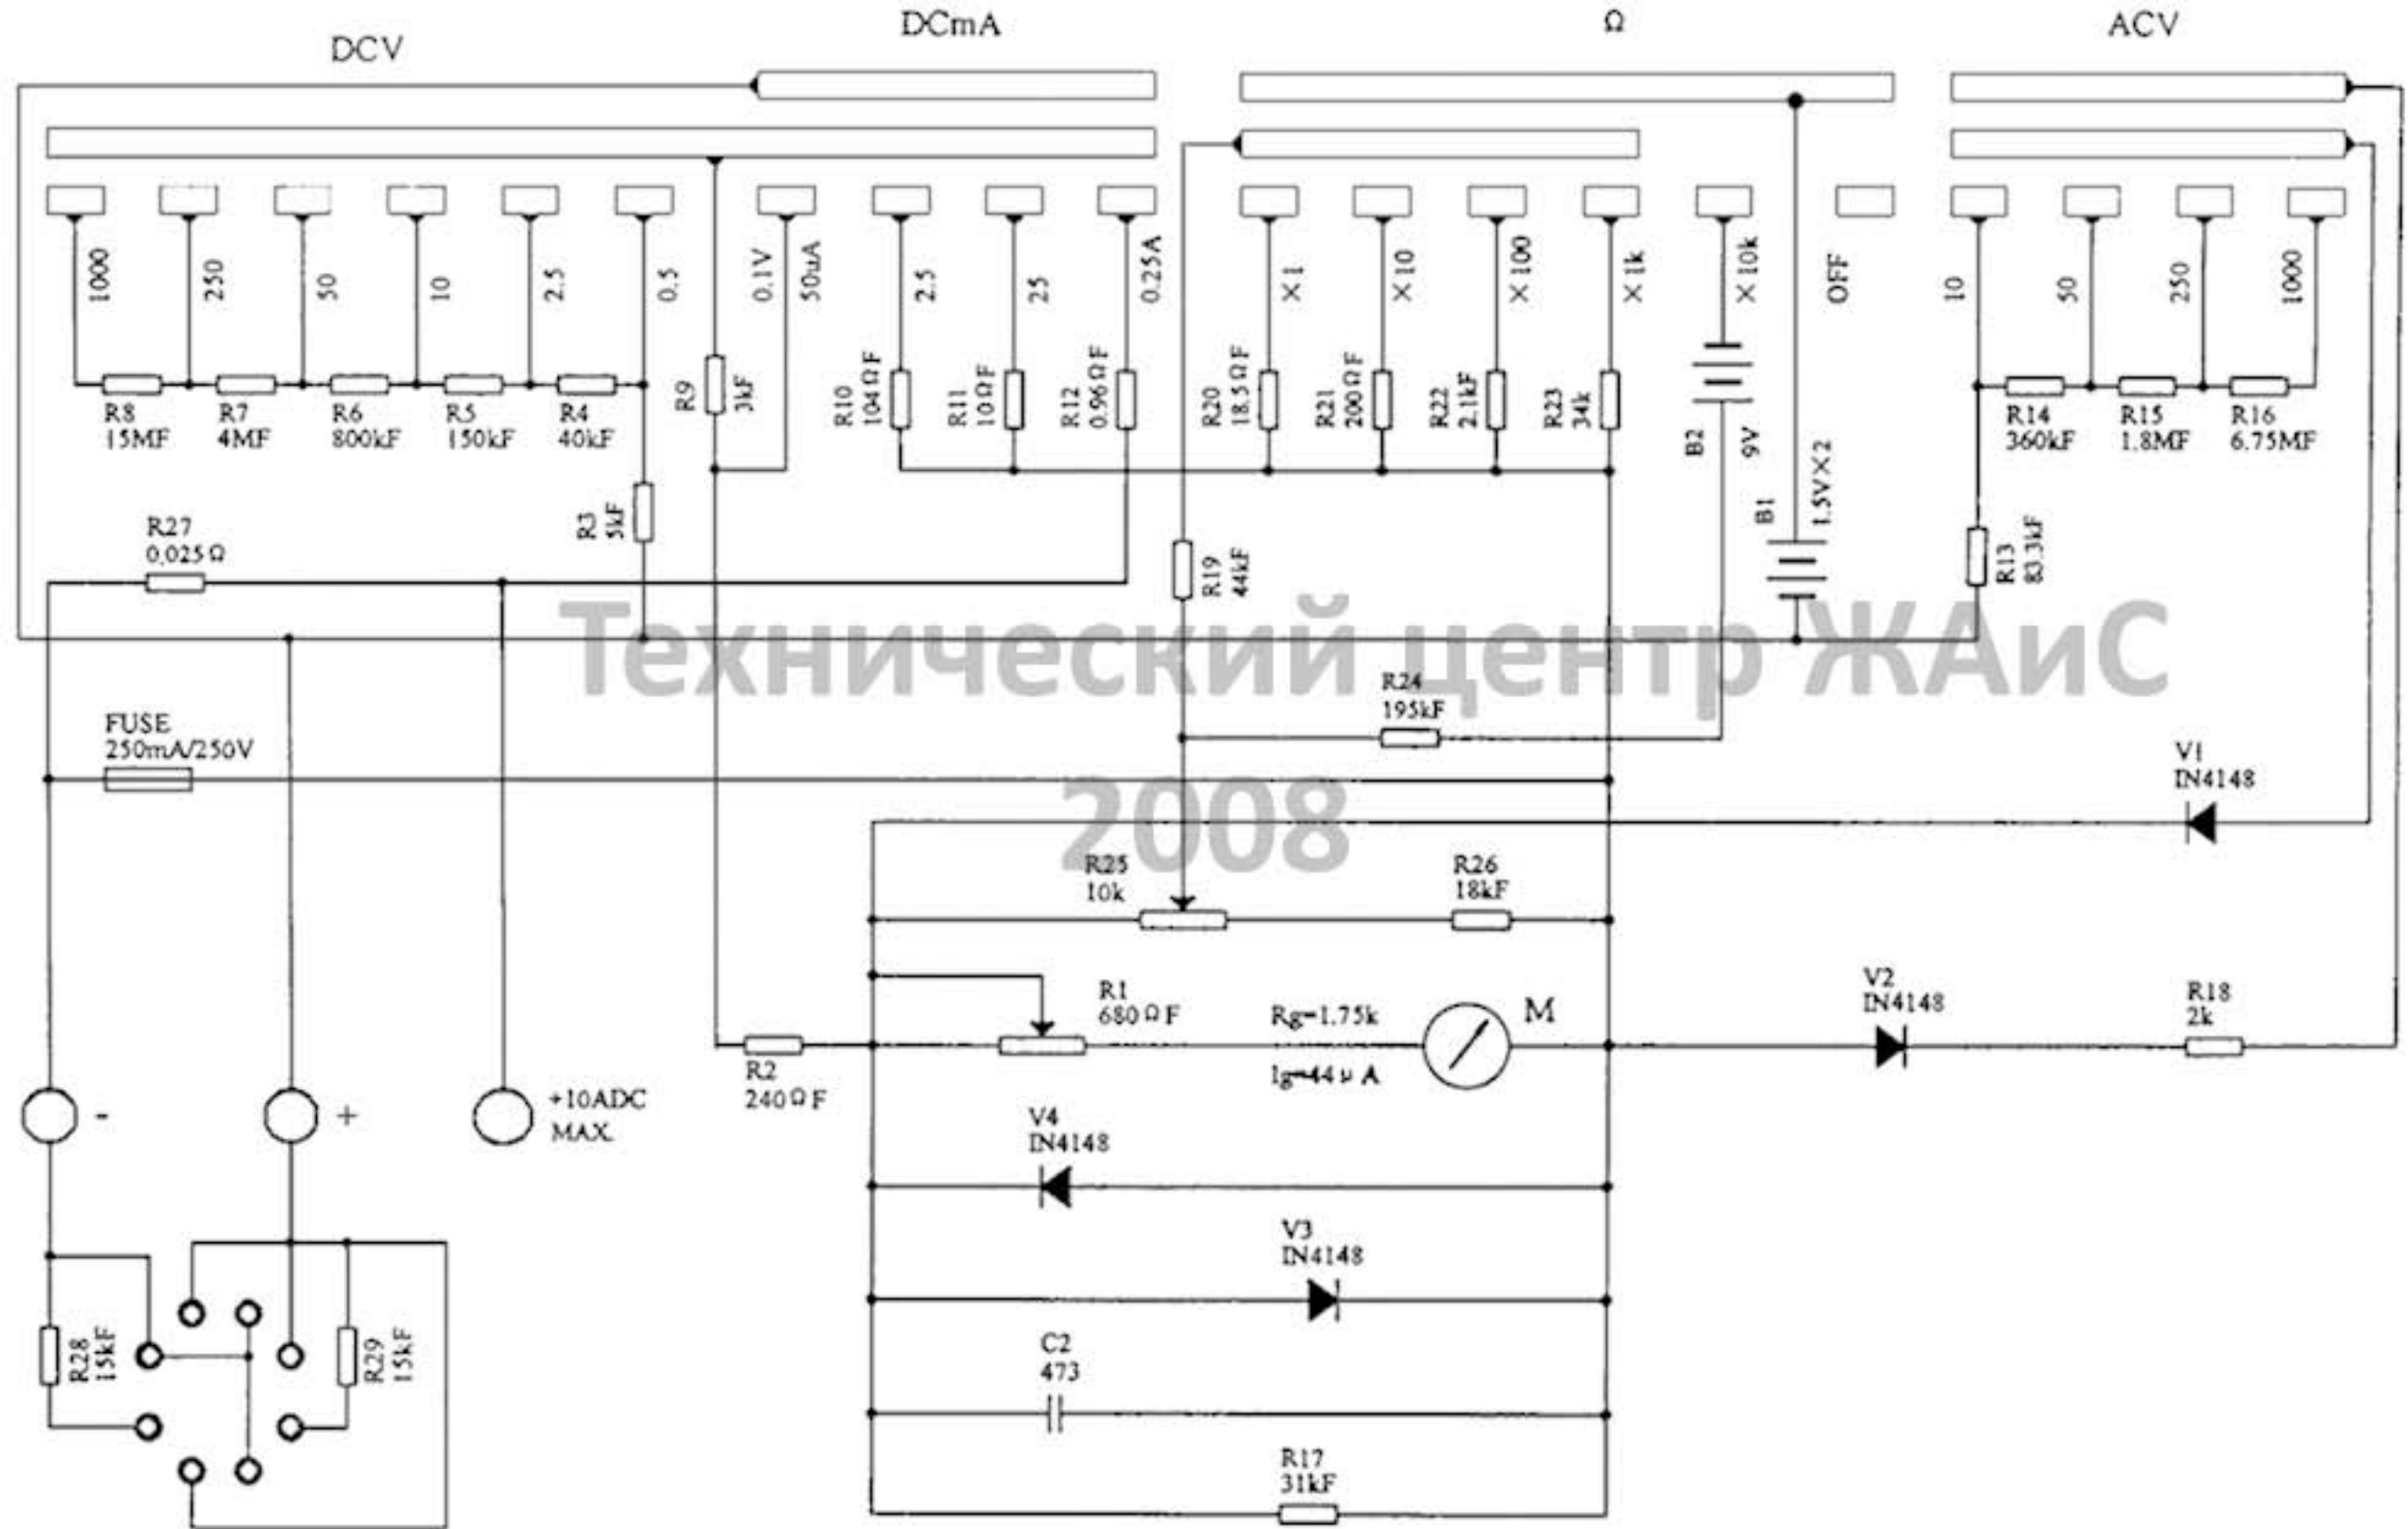 DCV
DCmA
Ω
ACV
1000
250
50
10
2.5
0.5
0.1V
50uA
2.5
25
0.25A
×1
×10
×100
×1k
×10k
OFF
10
50
250
1000
R8
15MF
R7
4MF
R6
800kF
R5
150kF
R4
40kF
R9
3kF
R10
104ΩF
R11
10ΩF
R12
0.96ΩF
R20
18.5ΩF
R21
200ΩF
R22
2.1kF
R23
34k
B2
9V
B1
1.5V×2
R14
360kF
R15
1.8MF
R16
6.75MF
R27
0,025Ω
R3
5kF
R19
44kF
R13
83.3kF
Технический центр ЖАиС
2008
R24
195kF
FUSE
250mA/250V
V1
IN4148
R25
10k
R26
18kF
R1
680ΩF
Rg=1.75k
Ig=44μA
M
V2
IN4148
R18
2k
R2
240ΩF
-
+
+10ADC
MAX.
V4
IN4148
V3
IN4148
R28
15kF
R29
15kF
C2
473
R17
31kF